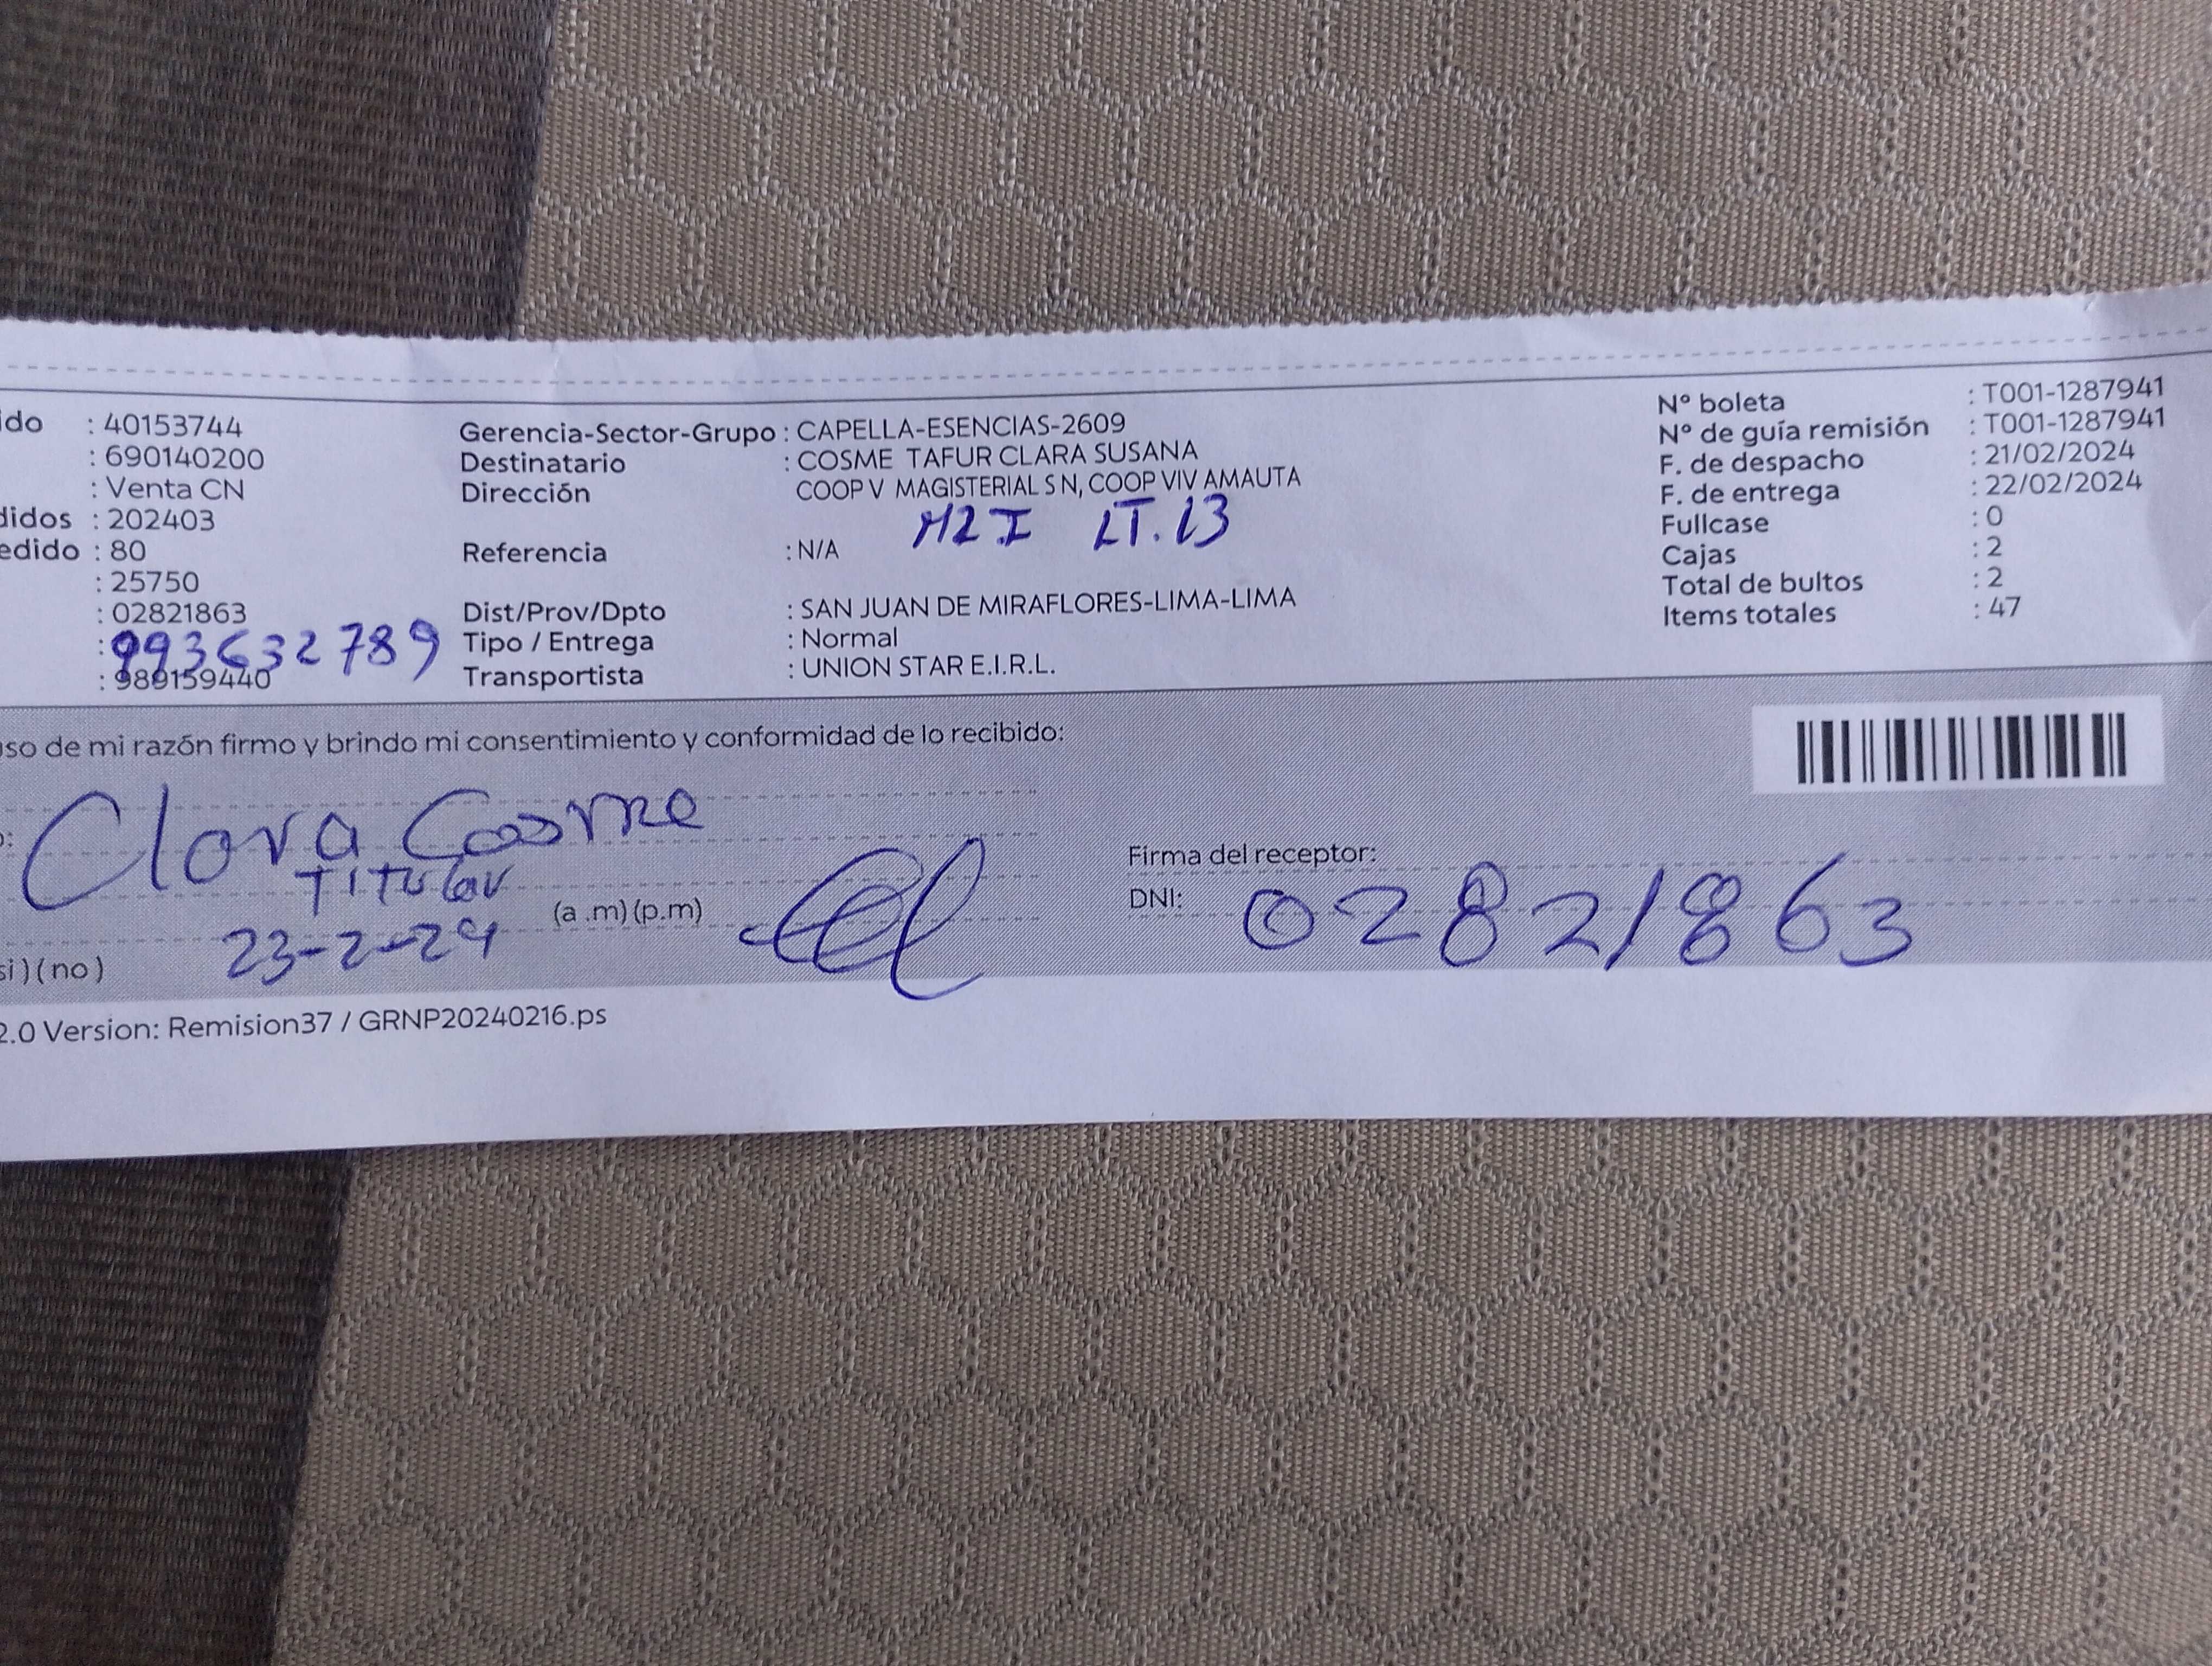 ido : 40153744
: 690140200
: Venta CN
didos : 202403
edido : 80
: 25750
: 02821863
: 993632789
: 989159440
Gerencia-Sector-Grupo : CAPELLA-ESENCIAS-2609
Destinatario : COSME TAFUR CLARA SUSANA
Dirección COOP V MAGISTERIAL S N, COOP VIV AMAUTA
MZ I LT. 13
Referencia : N/A
Dist/Prov/Dpto : SAN JUAN DE MIRAFLORES-LIMA-LIMA
Tipo / Entrega : Normal
Transportista : UNION STAR E.I.R.L.
Nº boleta : T001-1287941
Nº de guía remisión : T001-1287941
F. de despacho : 21/02/2024
F. de entrega : 22/02/2024
Fullcase : 0
Cajas : 2
Total de bultos : 2
Items totales : 47
uso de mi razón firmo y brindo mi consentimiento y conformidad de lo recibido:
o: Clara Cosme
Titular
23-2-24 (a .m) (p.m)
si ) ( no )
Firma del receptor:
DNI: 02821863
2.0 Version: Remision37 / GRNP20240216.ps